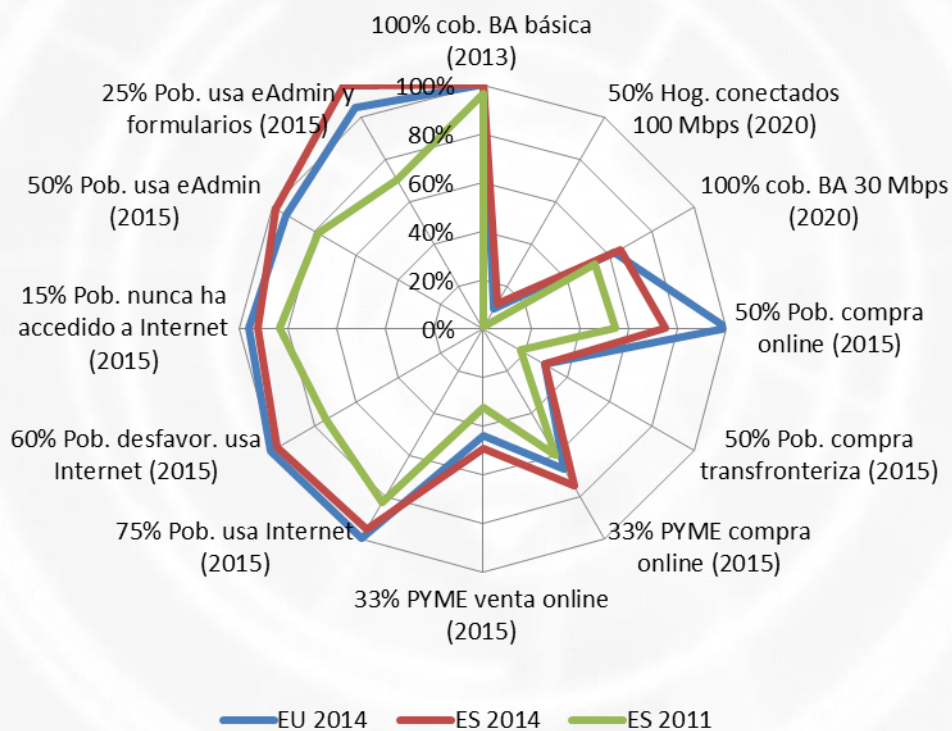 100% cob. BA básica
(2013)
50% Hog. conectados
100 Mbps (2020)
100% cob. BA 30 Mbps
(2020)
50% Pob. compra
online (2015)
50% Pob. compra
transfronteriza (2015)
33% PYME compra
online (2015)
33% PYME venta online
(2015)
75% Pob. usa Internet
(2015)
60% Pob. desfavor. usa
Internet (2015)
15% Pob. nunca ha
accedido a Internet
(2015)
50% Pob. usa eAdmin
(2015)
25% Pob. usa eAdmin y
formularios (2015)
100%
80%
60%
40%
20%
0%
EU 2014
ES 2014
ES 2011